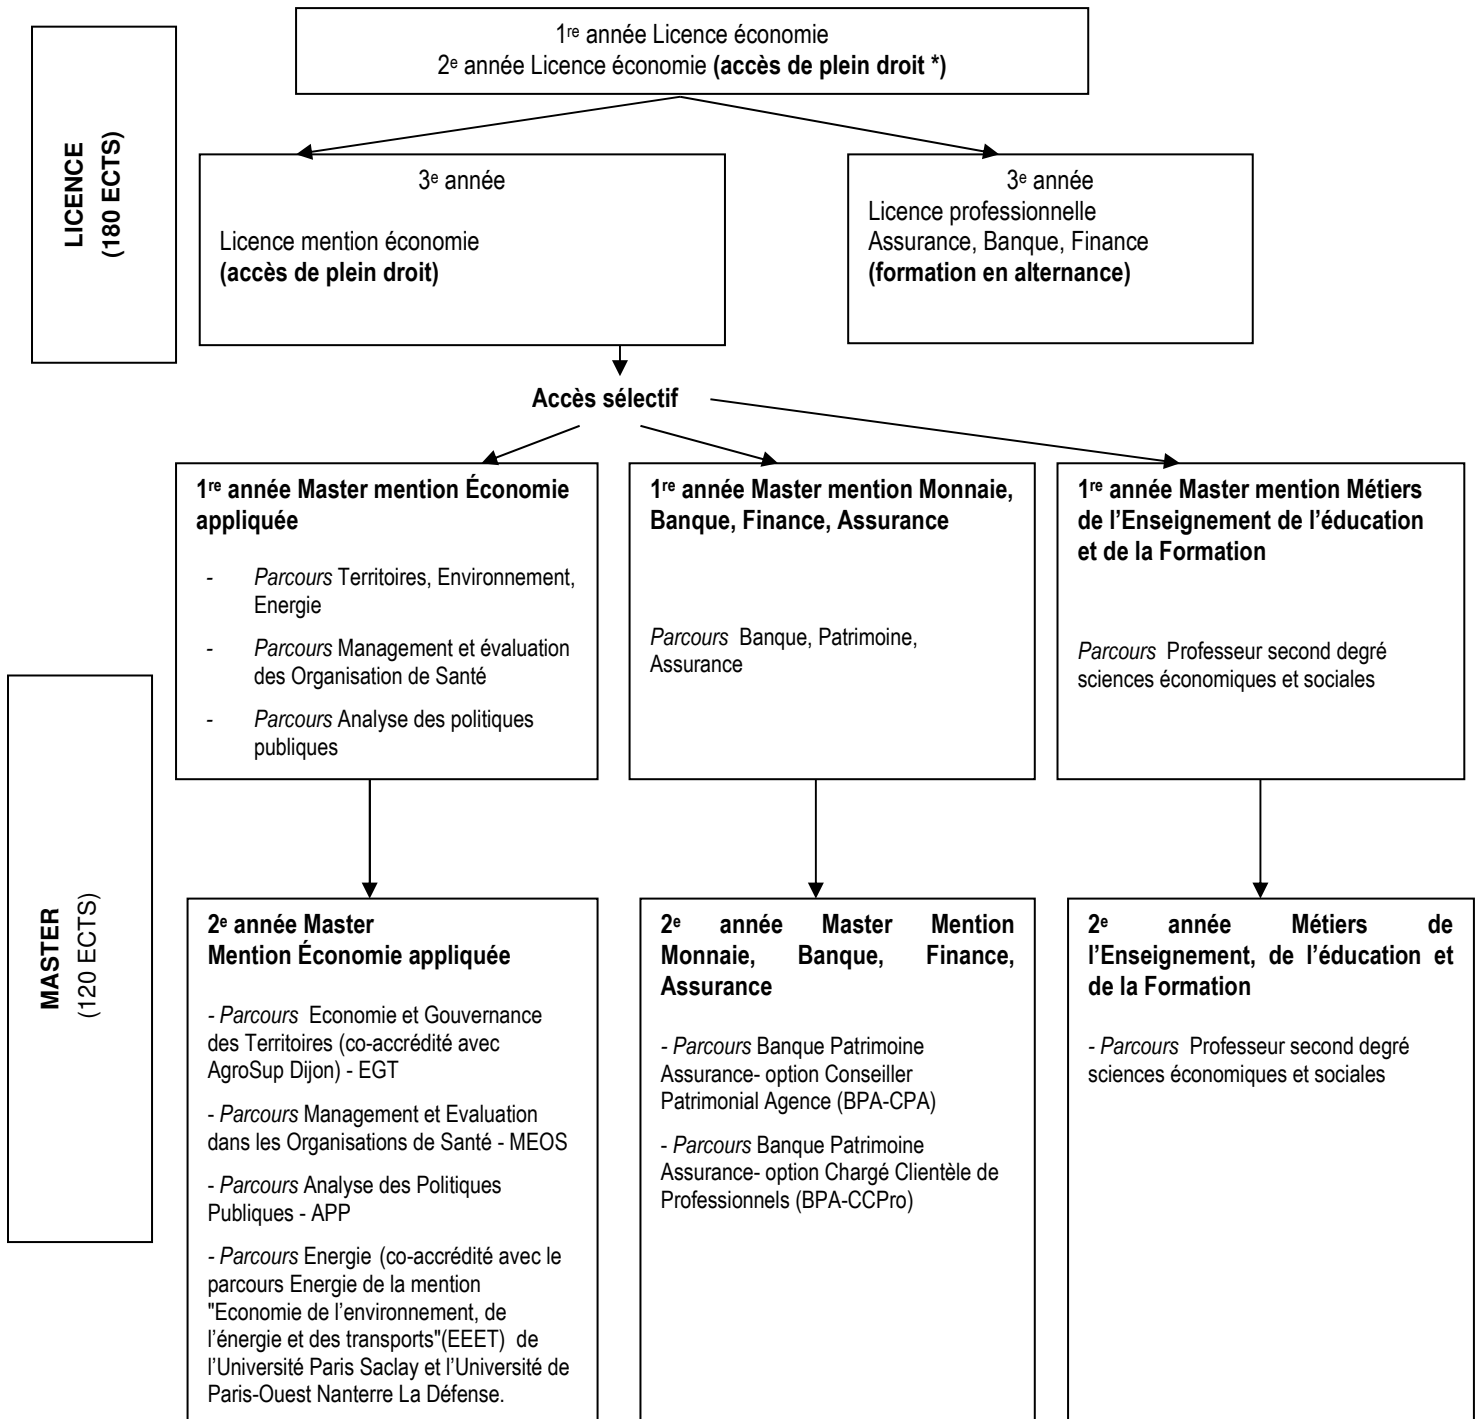 1re année Licence économie
2e année Licence économie (accès de plein droit *)
LICENCE
(180 ECTS)
3e année
Licence mention économie
(accès de plein droit)
3e année
Licence professionnelle
Assurance, Banque, Finance
(formation en alternance)
Accès sélectif
1re année Master mention Économie
appliquée
- Parcours Territoires, Environnement,
Energie
- Parcours Management et évaluation
des Organisation de Santé
- Parcours Analyse des politiques
publiques
1re année Master mention Monnaie,
Banque, Finance, Assurance
Parcours Banque, Patrimoine,
Assurance
1re année Master mention Métiers
de l’Enseignement de l’éducation
et de la Formation
Parcours Professeur second degré
sciences économiques et sociales
MASTER
(120 ECTS)
2e année Master
Mention Économie appliquée
- Parcours Economie et Gouvernance
des Territoires (co-accrédité avec
AgroSup Dijon) - EGT
- Parcours Management et Evaluation
dans les Organisations de Santé - MEOS
- Parcours Analyse des Politiques
Publiques - APP
- Parcours Energie (co-accrédité avec le
parcours Energie de la mention
"Economie de l’environnement, de
l’énergie et des transports"(EEET) de
l’Université Paris Saclay et l’Université de
Paris-Ouest Nanterre La Défense.
2e année Master Mention
Monnaie, Banque, Finance,
Assurance
- Parcours Banque Patrimoine
Assurance- option Conseiller
Patrimonial Agence (BPA-CPA)
- Parcours Banque Patrimoine
Assurance- option Chargé Clientèle de
Professionnels (BPA-CCPro)
2e année Métiers de
l’Enseignement, de l’éducation et
de la Formation
- Parcours Professeur second degré
sciences économiques et sociales